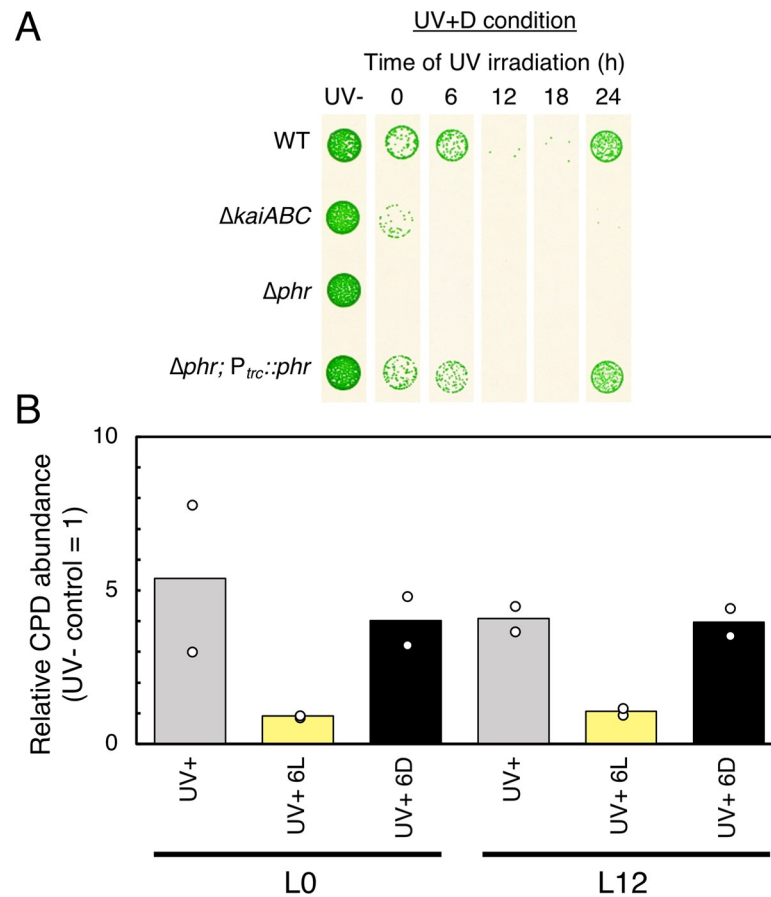 A
UV+D condition
Time of UV irradiation (h)
UV- 0 6 12 18 24
WT
ΔkaiABC
Δphr
Δphr; Ptrc::phr
B
Relative CPD abundance
(UV- control = 1)
10
5
0
UV+
UV+ 6L
UV+ 6D
UV+
UV+ 6L
UV+ 6D
L0
L12